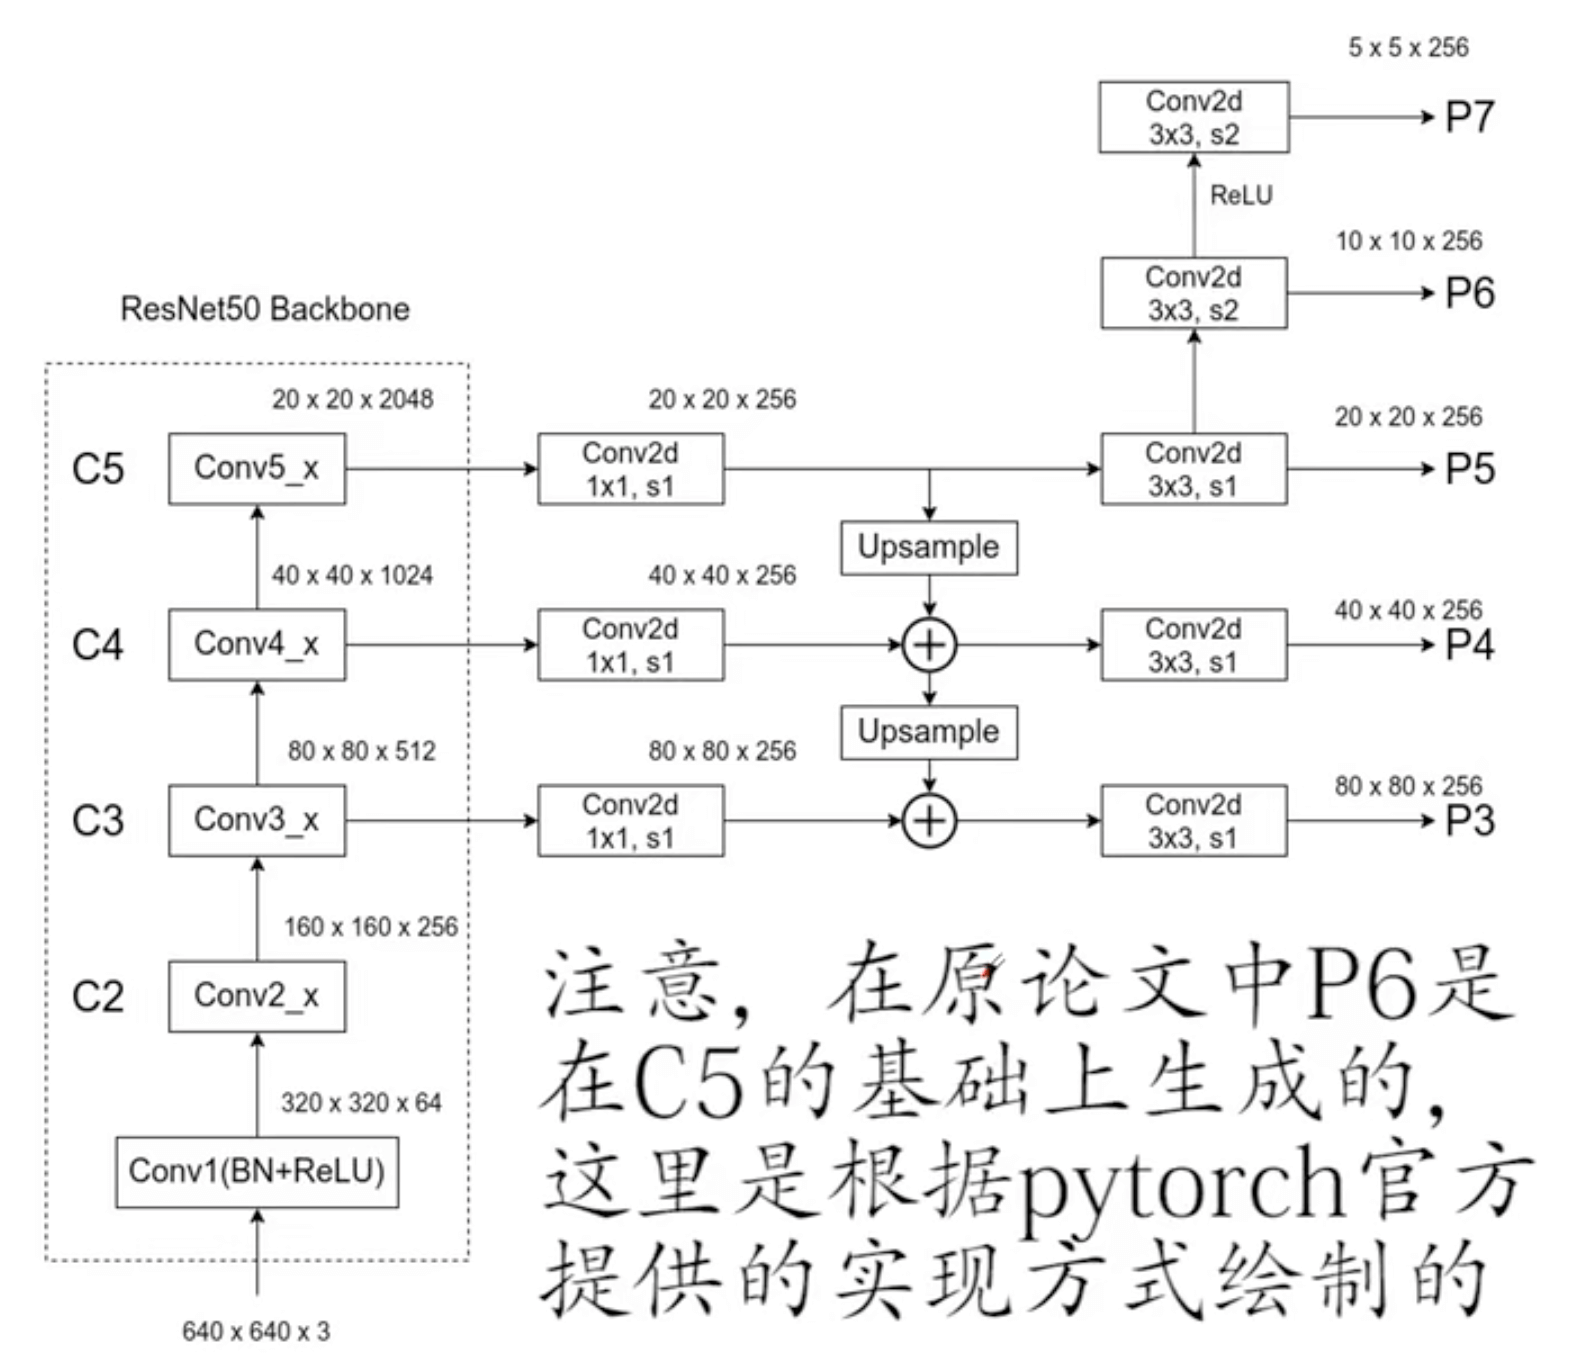 5 x 5 x 256
Conv2d
3x3, s2
P7
ReLU
10 x 10 x 256
Conv2d
3x3, s2
P6
ResNet50 Backbone
20 x 20 x 2048
20 x 20 x 256
20 x 20 x 256
C5
Conv5_x
Conv2d
1x1, s1
Conv2d
3x3, s1
P5
Upsample
40 x 40 x 1024
40 x 40 x 256
40 x 40 x 256
C4
Conv4_x
Conv2d
1x1, s1
Conv2d
3x3, s1
P4
Upsample
80 x 80 x 512
80 x 80 x 256
80 x 80 x 256
C3
Conv3_x
Conv2d
1x1, s1
Conv2d
3x3, s1
P3
160 x 160 x 256
C2
Conv2_x
320 x 320 x 64
Conv1(BN+ReLU)
640 x 640 x 3
注意，在原论文中P6是
在C5的基础上生成的，
这里是根据pytorch官方
提供的实现方式绘制的